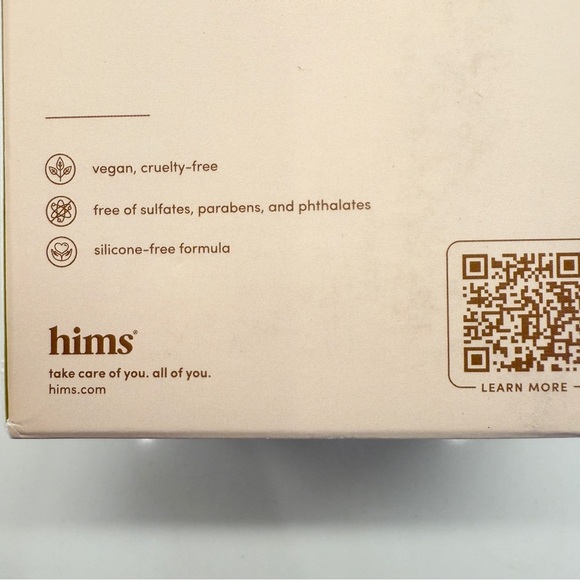 vegan, cruelty-free
free of sulfates, parabens, and phthalates
silicone-free formula
hims®
take care of you. all of you.
hims.com
LEARN MORE